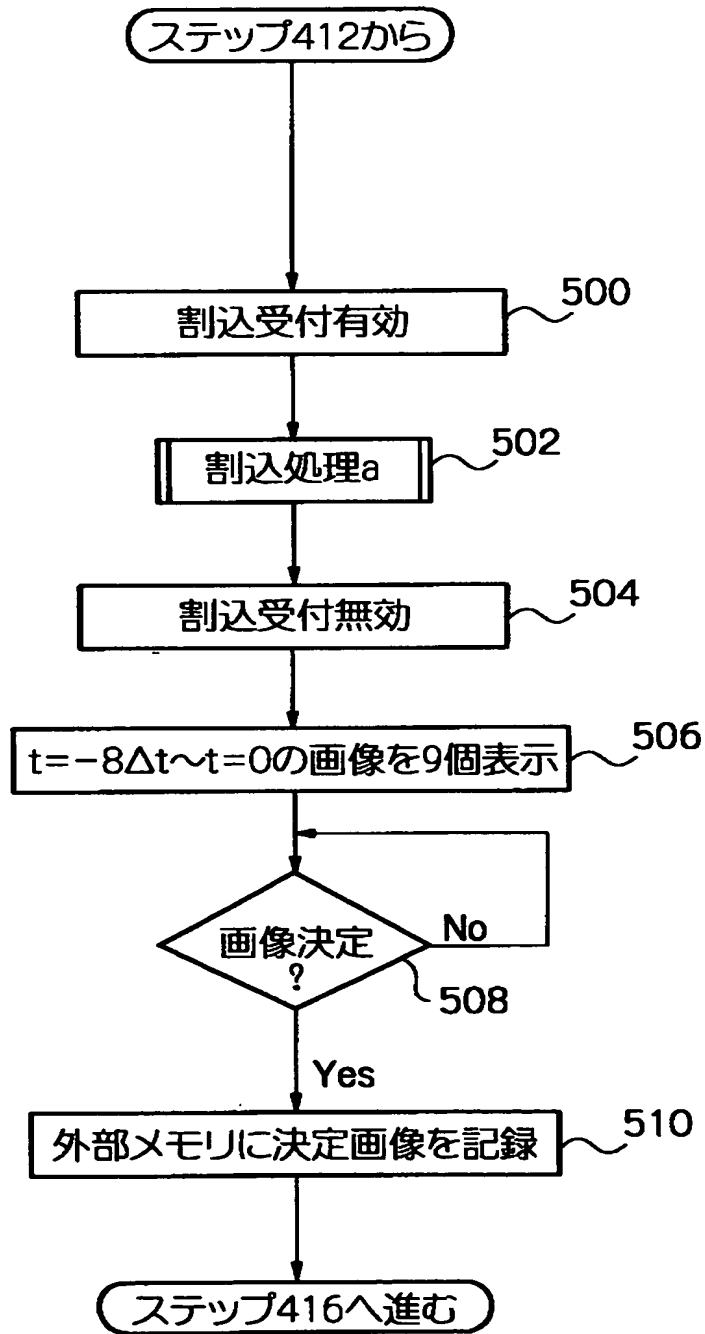 ステップ412から
500
割込受付有効
502
割込処理a
504
割込受付無効
506
t=-8Δt～t=0の画像を9個表示
画像決定
?
No
508
Yes
510
外部メモリに決定画像を記録
ステップ416へ進む